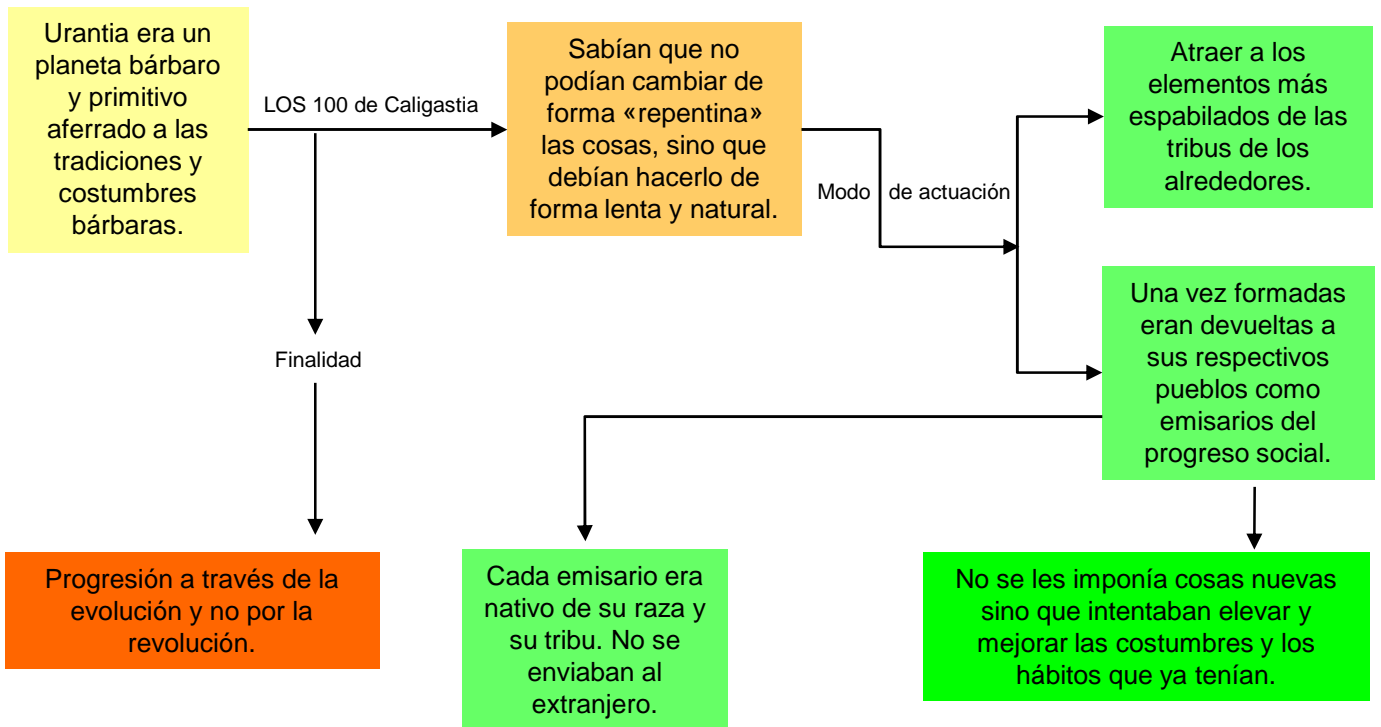 Urantia era un
planeta bárbaro
y primitivo
aferrado a las
tradiciones y
costumbres
bárbaras.
LOS 100 de Caligastia
Sabían que no
podían cambiar de
forma «repentina»
las cosas, sino que
debían hacerlo de
forma lenta y natural.
Modo de actuación
Atraer a los
elementos más
espabilados de las
tribus de los
alrededores.
Una vez formadas
eran devueltas a
sus respectivos
pueblos como
emisarios del
progreso social.
Finalidad
Progresión a través de la
evolución y no por la
revolución.
Cada emisario era
nativo de su raza y
su tribu. No se
enviaban al
extranjero.
No se les imponía cosas nuevas
sino que intentaban elevar y
mejorar las costumbres y los
hábitos que ya tenían.